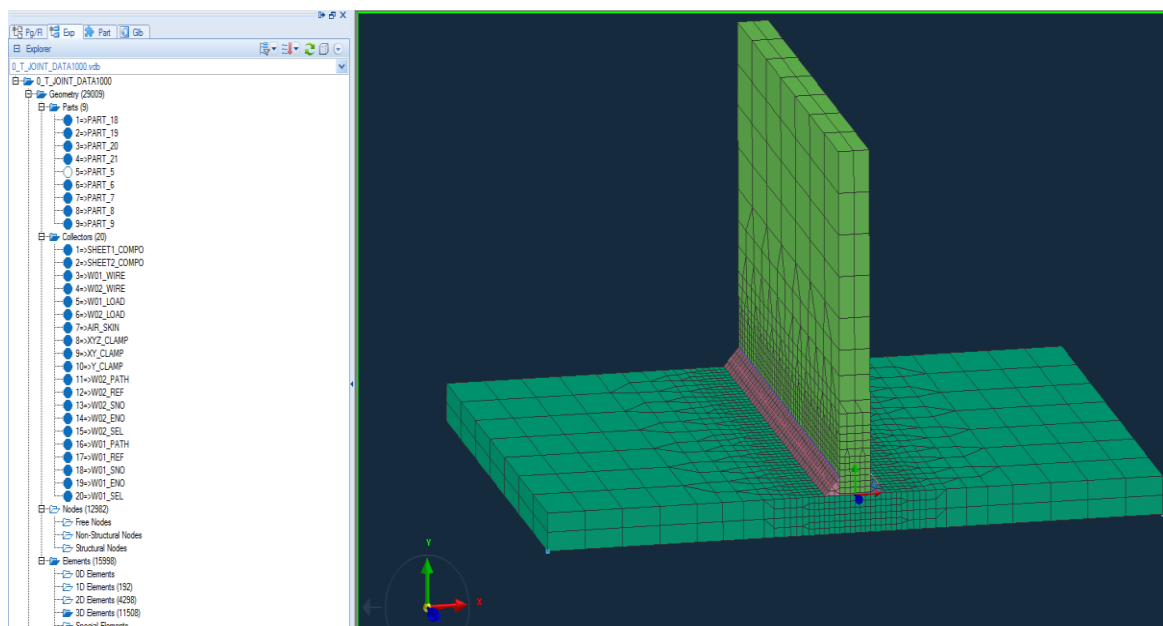 Pg/Fl Exp Part Glb
Explorer
0_T_JOINT_DATA1000.vdb
0_T_JOINT_DATA1000
Geometry (29009)
Parts (9)
1=>PART_18
2=>PART_19
3=>PART_20
4=>PART_21
5=>PART_5
6=>PART_6
7=>PART_7
8=>PART_8
9=>PART_9
Collectors (20)
1=>SHEET1_COMPO
2=>SHEET2_COMPO
3=>W01_WIRE
4=>W02_WIRE
5=>W01_LOAD
6=>W02_LOAD
7=>AIR_SKIN
8=>XYZ_CLAMP
9=>XY_CLAMP
10=>Y_CLAMP
11=>W02_PATH
12=>W02_REF
13=>W02_SNO
14=>W02_ENO
15=>W02_SEL
16=>W01_PATH
17=>W01_REF
18=>W01_SNO
19=>W01_ENO
20=>W01_SEL
Nodes (12982)
Free Nodes
Non-Structural Nodes
Structural Nodes
Elements (15998)
0D Elements
1D Elements (192)
2D Elements (4298)
3D Elements (11508)
Special Elements
Y
X